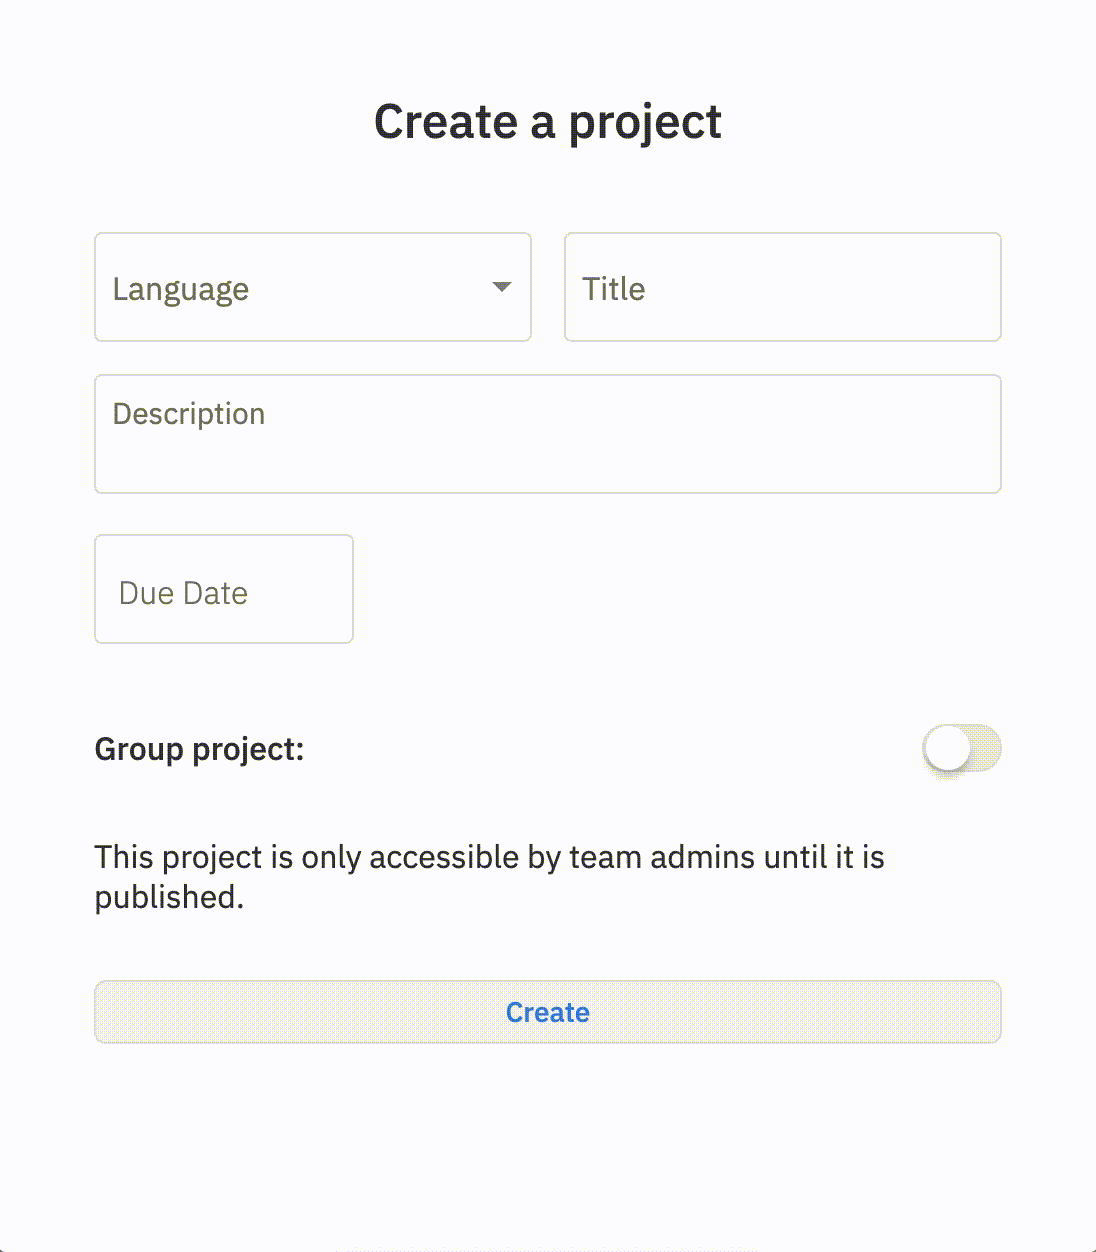 Create a project
Language
Title
Description
Due Date
Group project:
This project is only accessible by team admins until it is
published.
Create